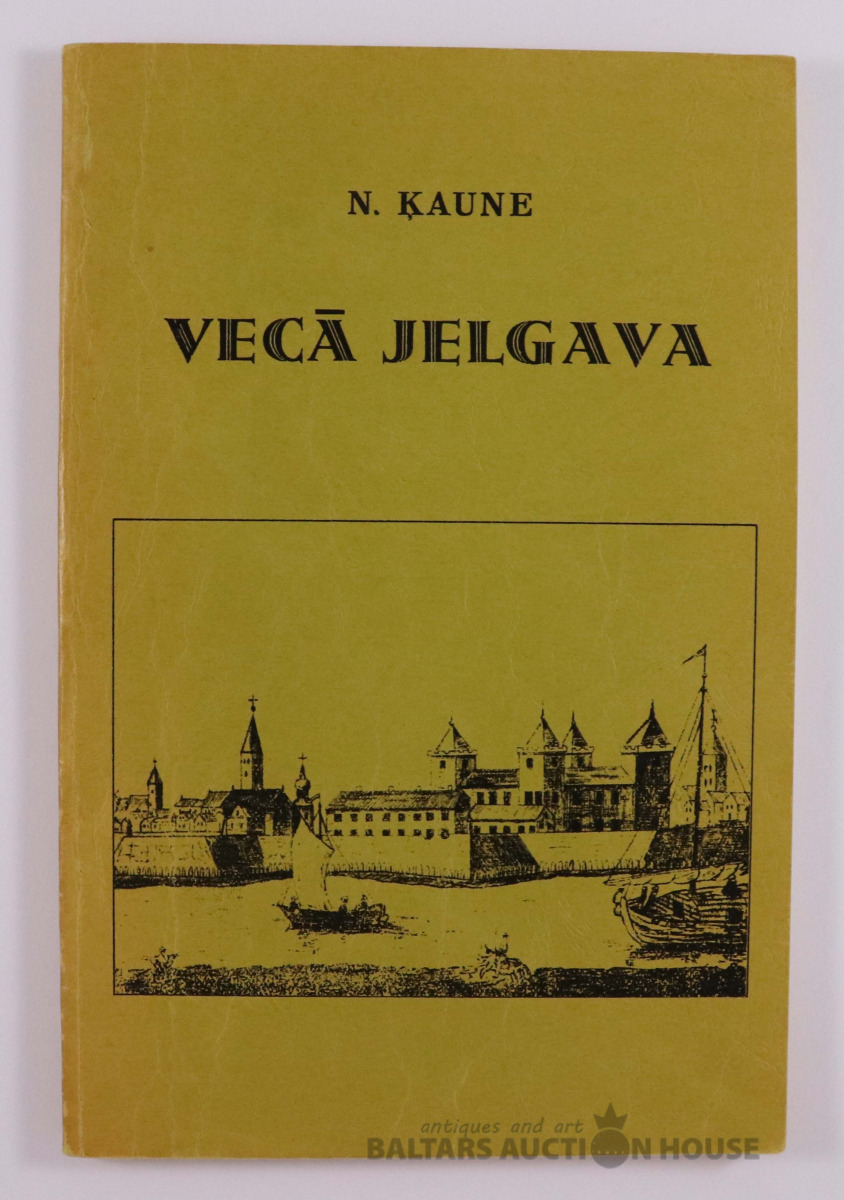 N. ĶAUNE
VECĀ JELGAVA
antiques and art
BALTARS AUCTION HOUSE